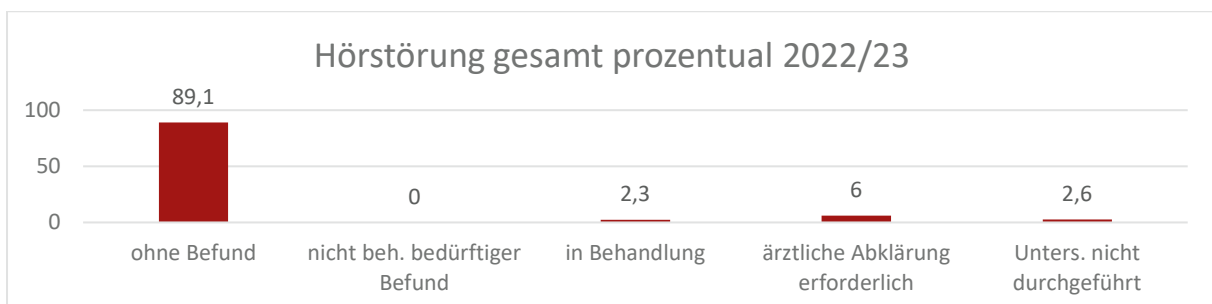 Hörstörung gesamt prozentual 2022/23
89,1
100
50
0
0
2,3
6
2,6
ohne Befund
nicht beh. bedürftiger
Befund
in Behandlung
ärztliche Abklärung
erforderlich
Unters. nicht
durchgeführt